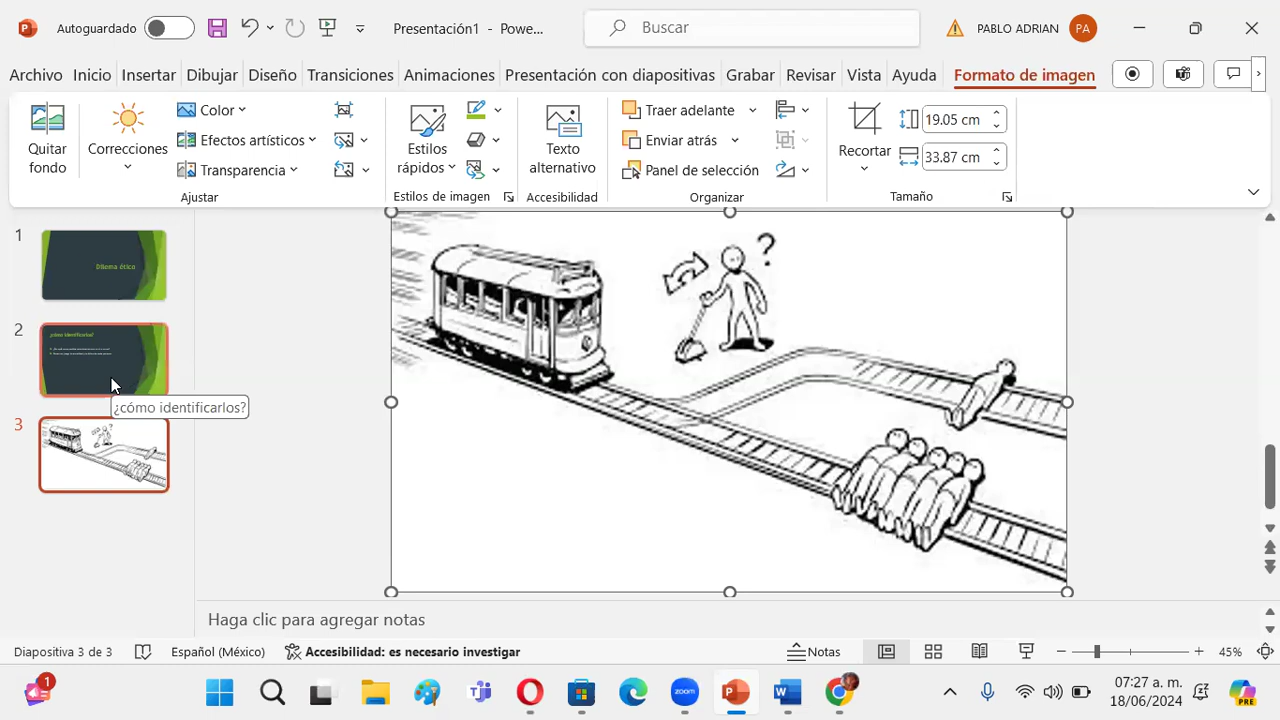 Autoguardado
Presentación1 - Powe...
Buscar
PABLO ADRIAN
PA
Archivo
Inicio
Insertar
Dibujar
Diseño
Transiciones
Animaciones
Presentación con diapositivas
Grabar
Revisar
Vista
Ayuda
Formato de imagen
Quitar
fondo
Correcciones
Color
Efectos artísticos
Transparencia
Ajustar
Estilos
rápidos
Estilos de imagen
Texto
alternativo
Accesibilidad
Traer adelante
Enviar atrás
Panel de selección
Organizar
Recortar
19.05 cm
33.87 cm
Tamaño
1
Dilema ético
2
¿cómo identificarlos?
¿cómo identificarlos?
3
?
Haga clic para agregar notas
Diapositiva 3 de 3
Español (México)
Accesibilidad: es necesario investigar
Notas
45%
1
zoom
07:27 a. m.
18/06/2024
PRE